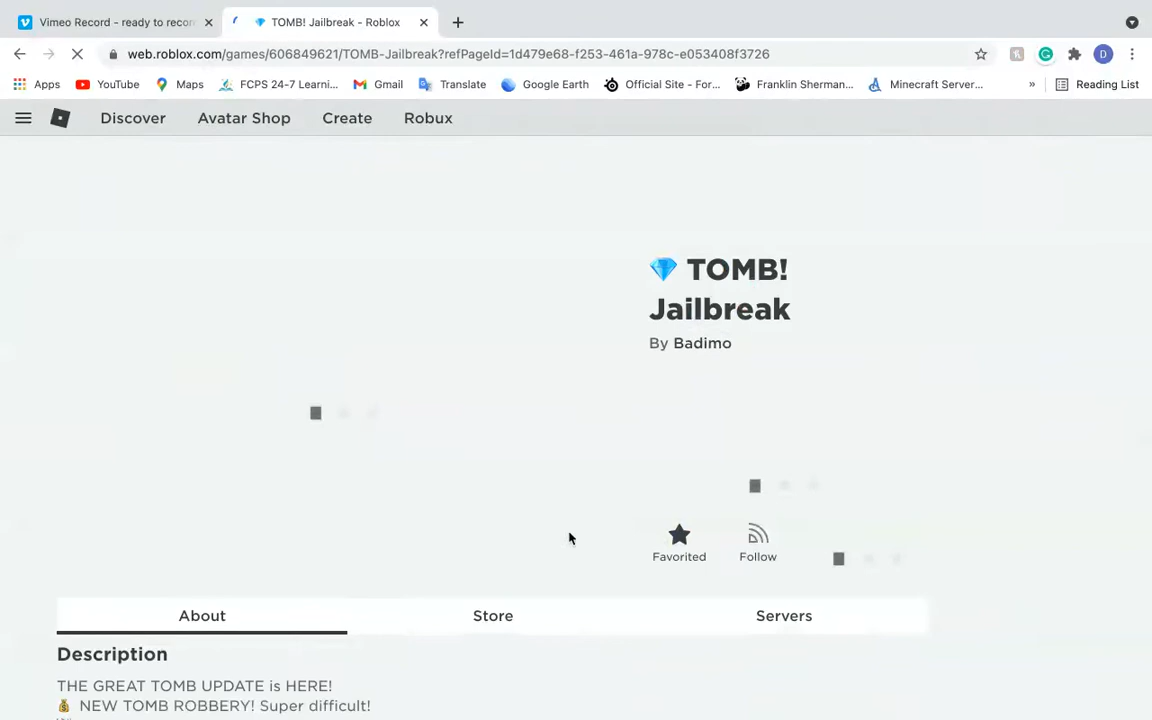 Vimeo Record - ready to recor
TOMB! Jailbreak - Roblox
web.roblox.com/games/606849621/TOMB-Jailbreak?refPageId=1d479e68-f253-461a-978c-e053408f3726
D
Apps YouTube Maps FCPS 24-7 Learni... Gmail Translate Google Earth Official Site - For... Franklin Sherman... Minecraft Server... » Reading List
Discover Avatar Shop Create Robux
TOMB!
Jailbreak
By Badimo
Favorited Follow
About Store Servers
Description
THE GREAT TOMB UPDATE is HERE!
NEW TOMB ROBBERY! Super difficult!